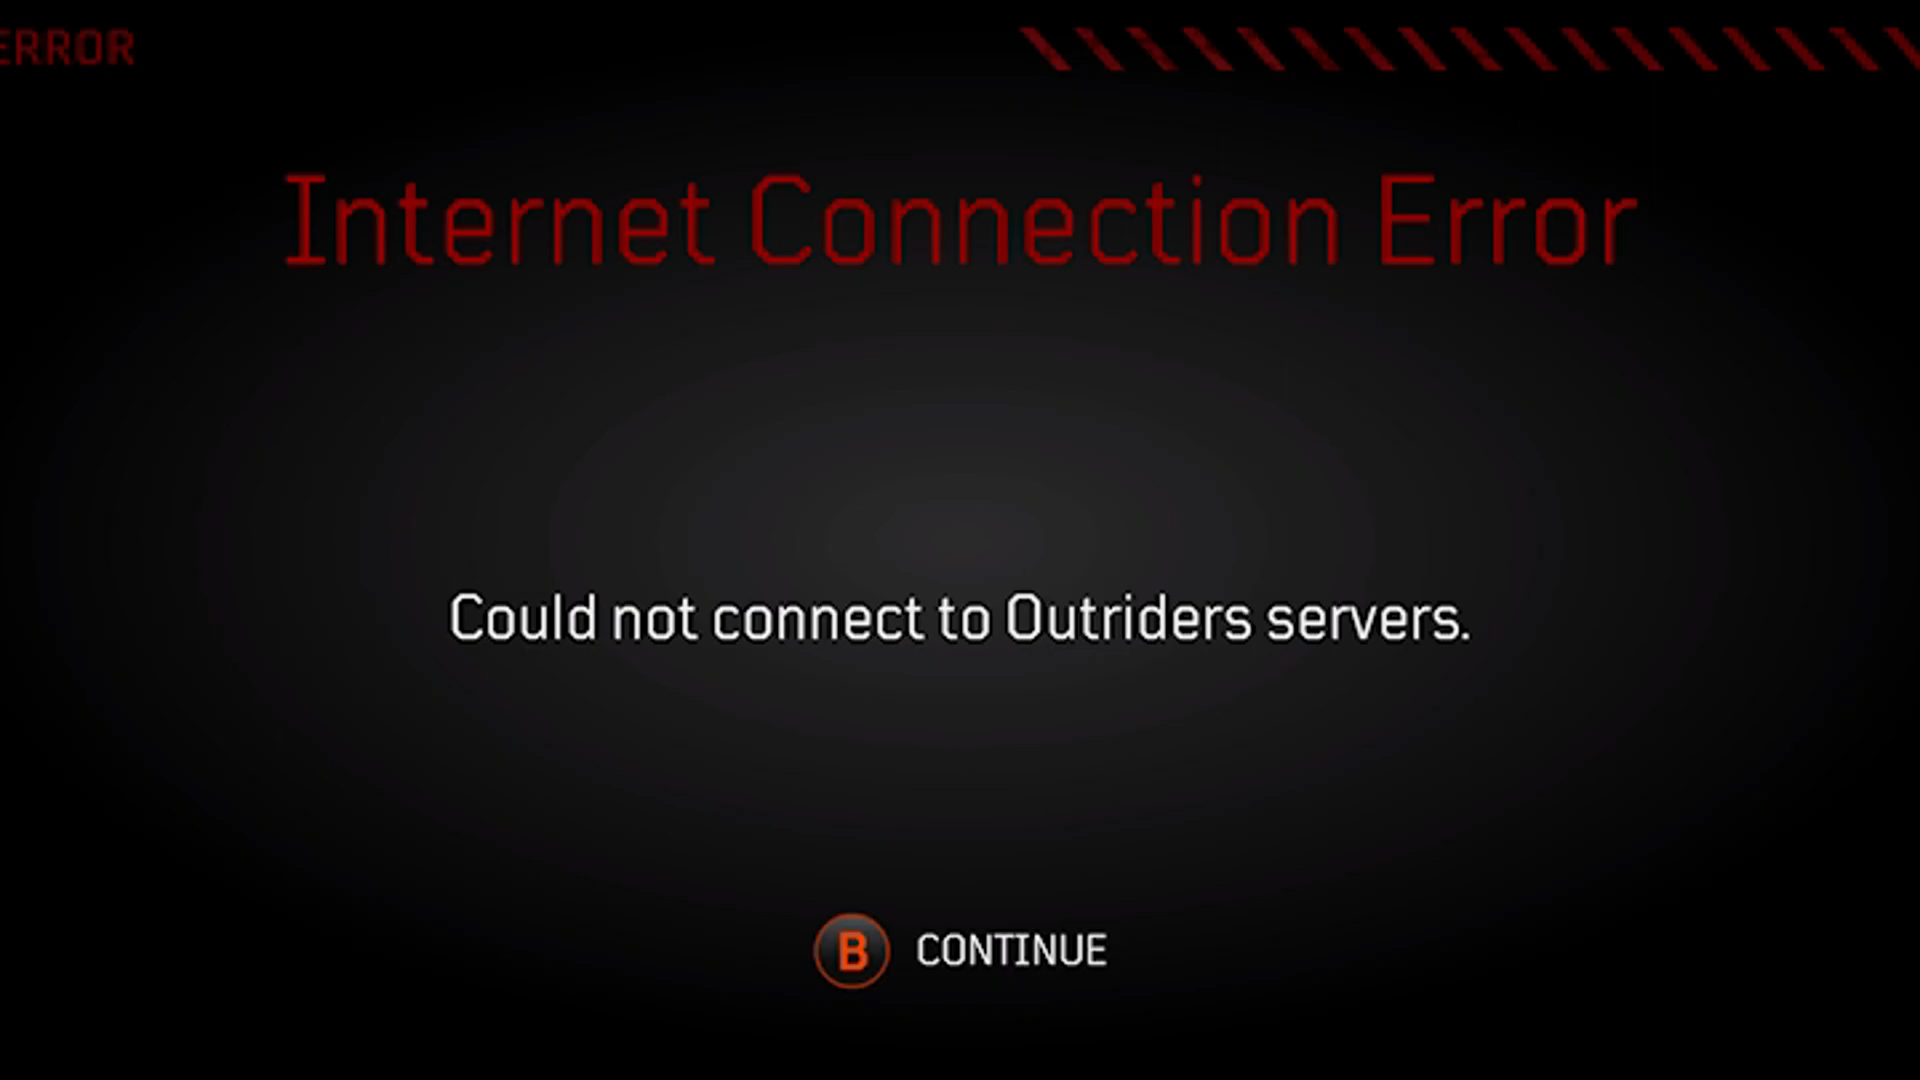 ERROR
Internet Connection Error
Could not connect to Outriders servers.
B CONTINUE